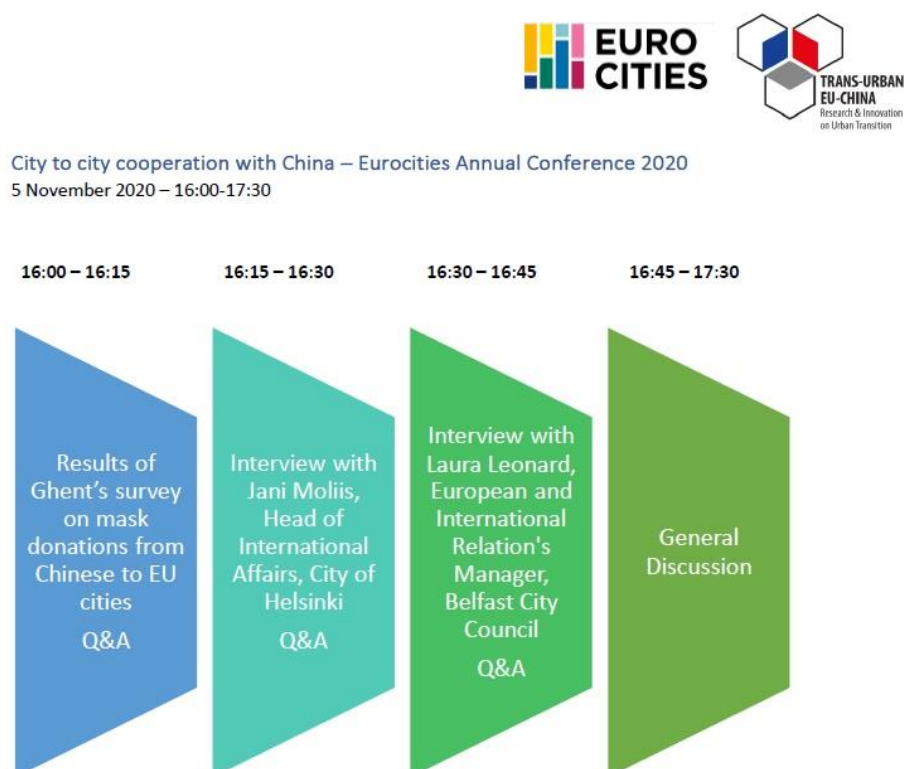 EURO
CITIES
TRANS-URBAN
EU-CHINA
Research & Innovation
on Urban Transition
City to city cooperation with China – Eurocities Annual Conference 2020
5 November 2020 – 16:00-17:30
16:00 – 16:15
16:15 – 16:30
16:30 – 16:45
16:45 – 17:30
Results of
Ghent’s survey
on mask
donations from
Chinese to EU
cities
Q&A
Interview with
Jani Moliis,
Head of
International
Affairs, City of
Helsinki
Q&A
Interview with
Laura Leonard,
European and
International
Relation's
Manager,
Belfast City
Council
Q&A
General
Discussion